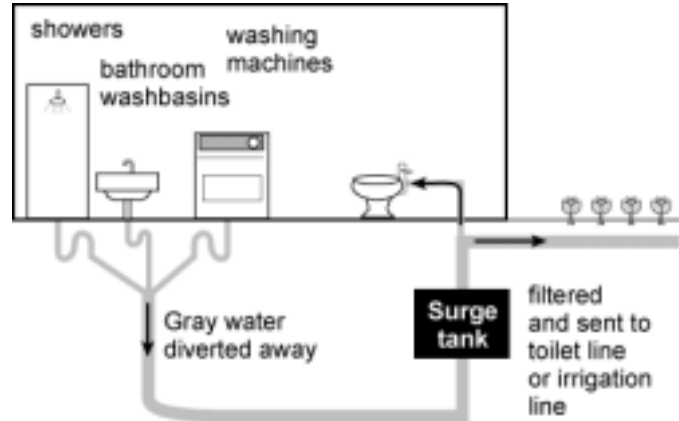 showers
washing
machines
bathroom
washbasins
Gray water
diverted away
Surge
tank
filtered
and sent to
toilet line
or irrigation
line